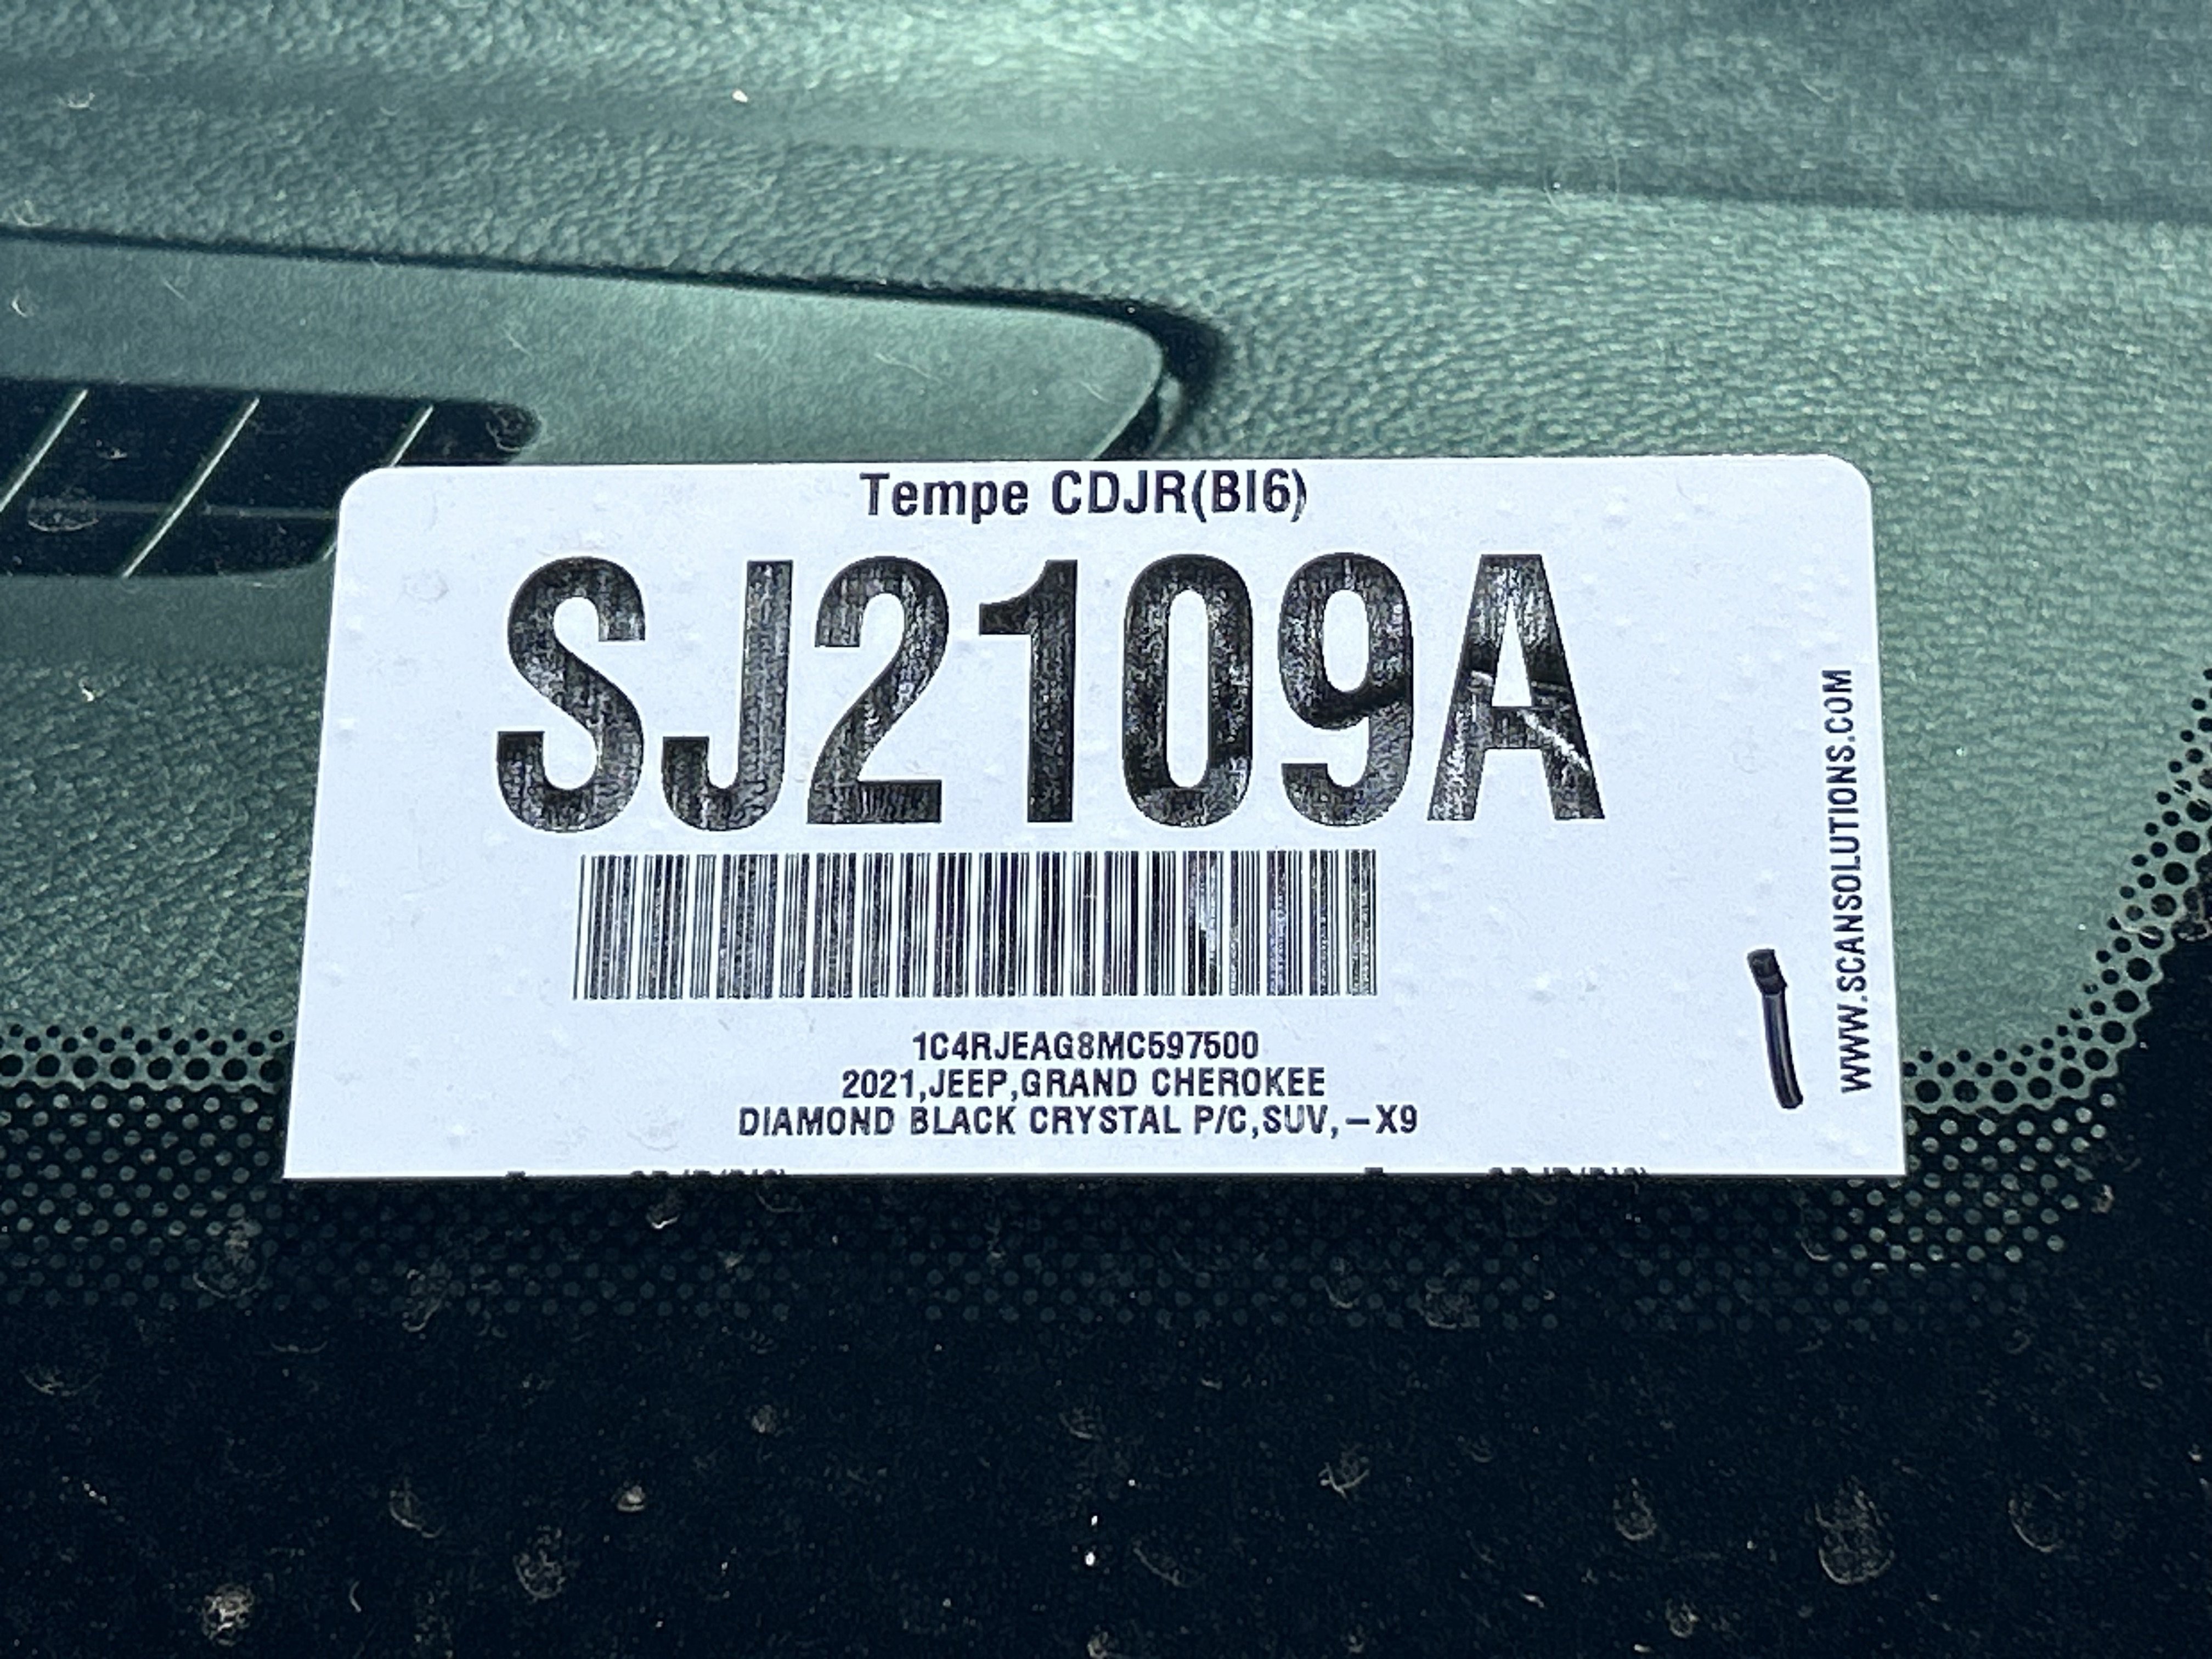 Tempe CDJR(BI6)
SJ2109A
1C4RJEAG8MC597500
2021,JEEP,GRAND CHEROKEE
DIAMOND BLACK CRYSTAL P/C,SUV,–X9
WWW.SCANSOLUTIONS.COM